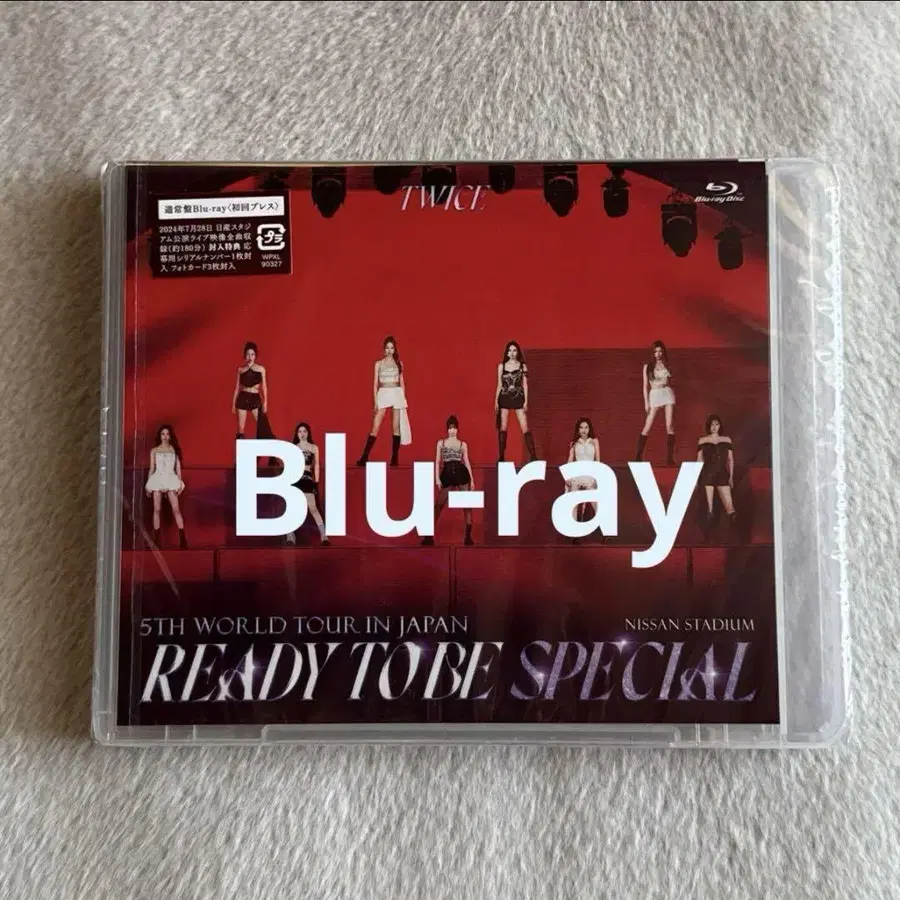 TWICE
Blu-ray Disc
通常盤Blu-ray〈初回プレス〉
2024年7月28日 日産スタジ
アム公演ライブ映像全曲収
録(約180分) 封入特典 応
募用シリアルナンバー1枚封
入 フォトカード3枚封入
プラ
WPXL
90327
Blu-ray
5TH WORLD TOUR IN JAPAN
NISSAN STADIUM
READY TO BE SPECIAL